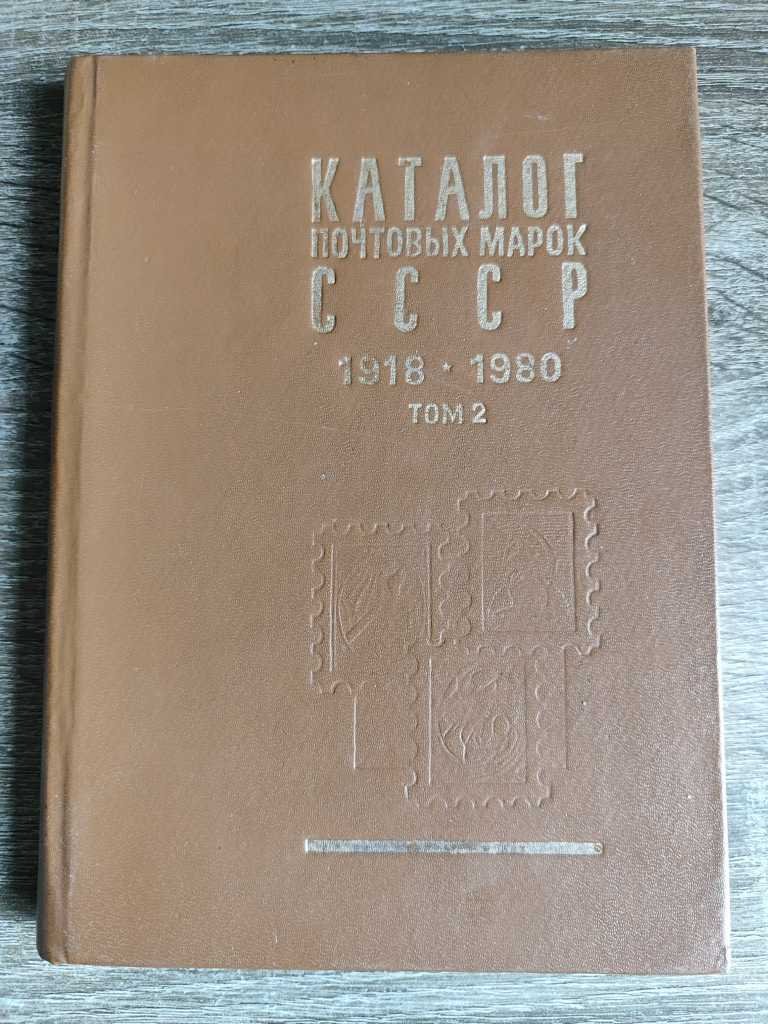 КАТАЛОГ
ПОЧТОВЫХ МАРОК
СССР
1918 * 1980
ТОМ 2